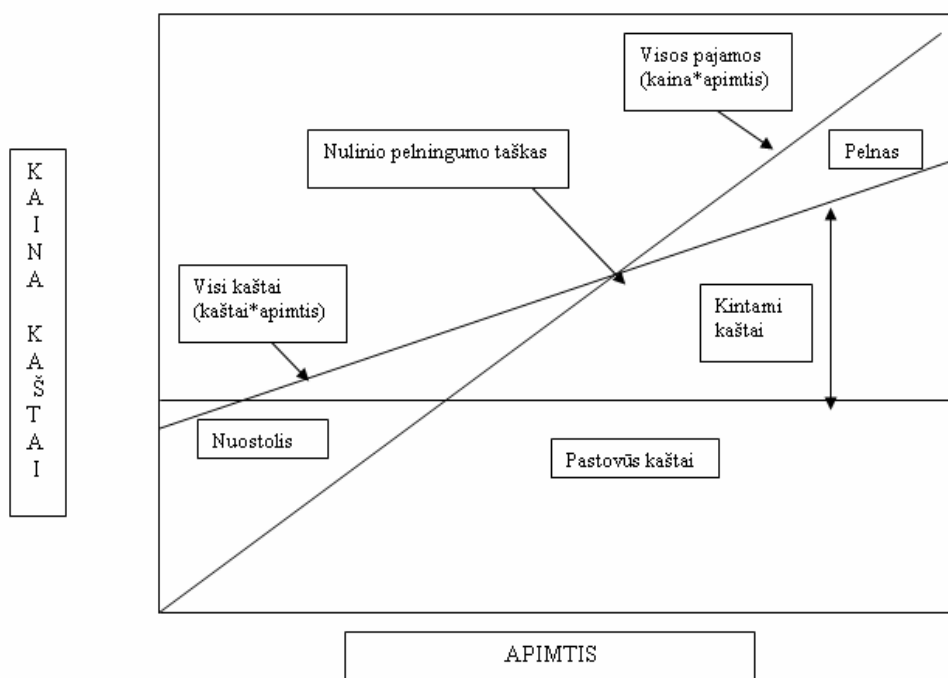 Visos pajamos
(kaina*apimtis)
Nulinio pelningumo taškas
Pelnas
K
A
I
N
A
K
A
Š
T
A
I
Visi kaštai
(kaštai*apimtis)
Kintami
kaštai
Nuostolis
Pastovūs kaštai
APIMTIS